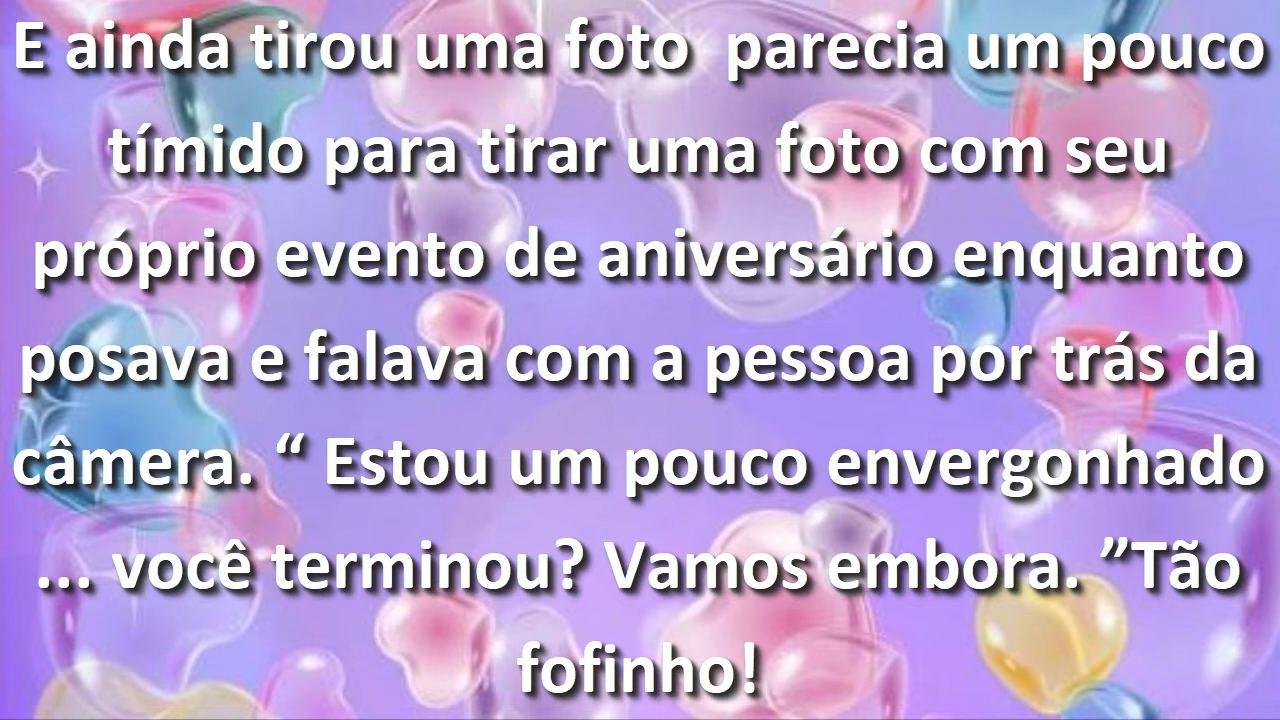 E ainda tirou uma foto  parecia um pouco
tímido para tirar uma foto com seu
próprio evento de aniversário enquanto
posava e falava com a pessoa por trás da
câmera. “ Estou um pouco envergonhado
... você terminou? Vamos embora. ”Tão
fofinho!